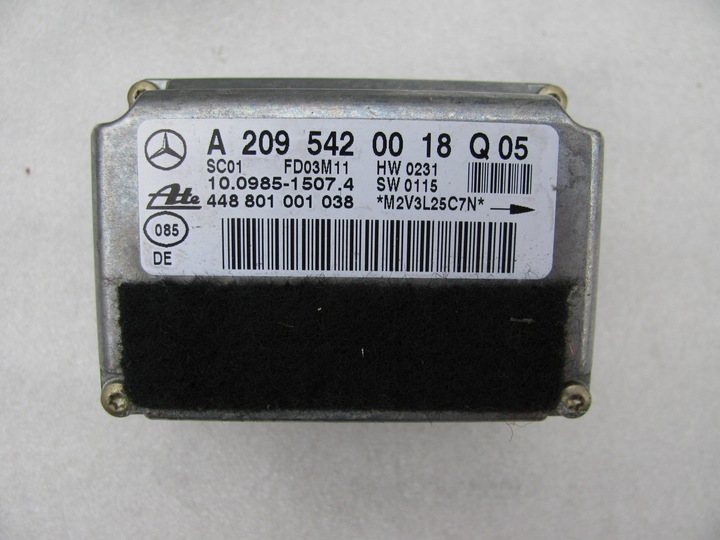 A 209 542 00 18 Q 05
SC01 FD03M11 HW 0231
10.0985-1507.4 SW 0115
Ate 448 801 001 038 *M2V3L25C7N*
085
DE